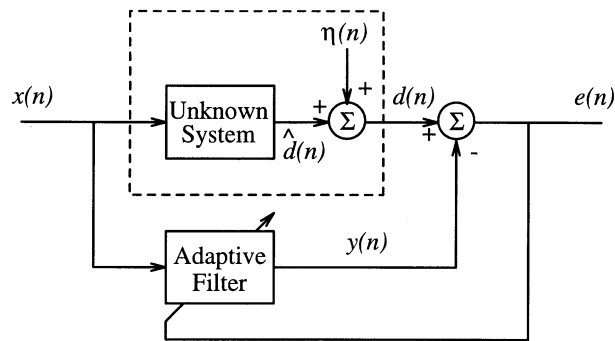 η(n)
x(n)
+
d(n)
e(n)
Unknown
System
+
Σ
+
Σ
d̂(n)
-
y(n)
Adaptive
Filter